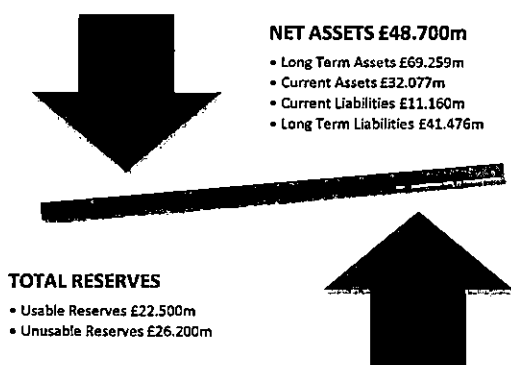 NET ASSETS £48.700m
• Long Term Assets £69.259m
• Current Assets £32.077m
• Current Liabilities £11.160m
• Long Term Liabilities £41.476m
TOTAL RESERVES
• Usable Reserves £22.500m
• Unusable Reserves £26.200m